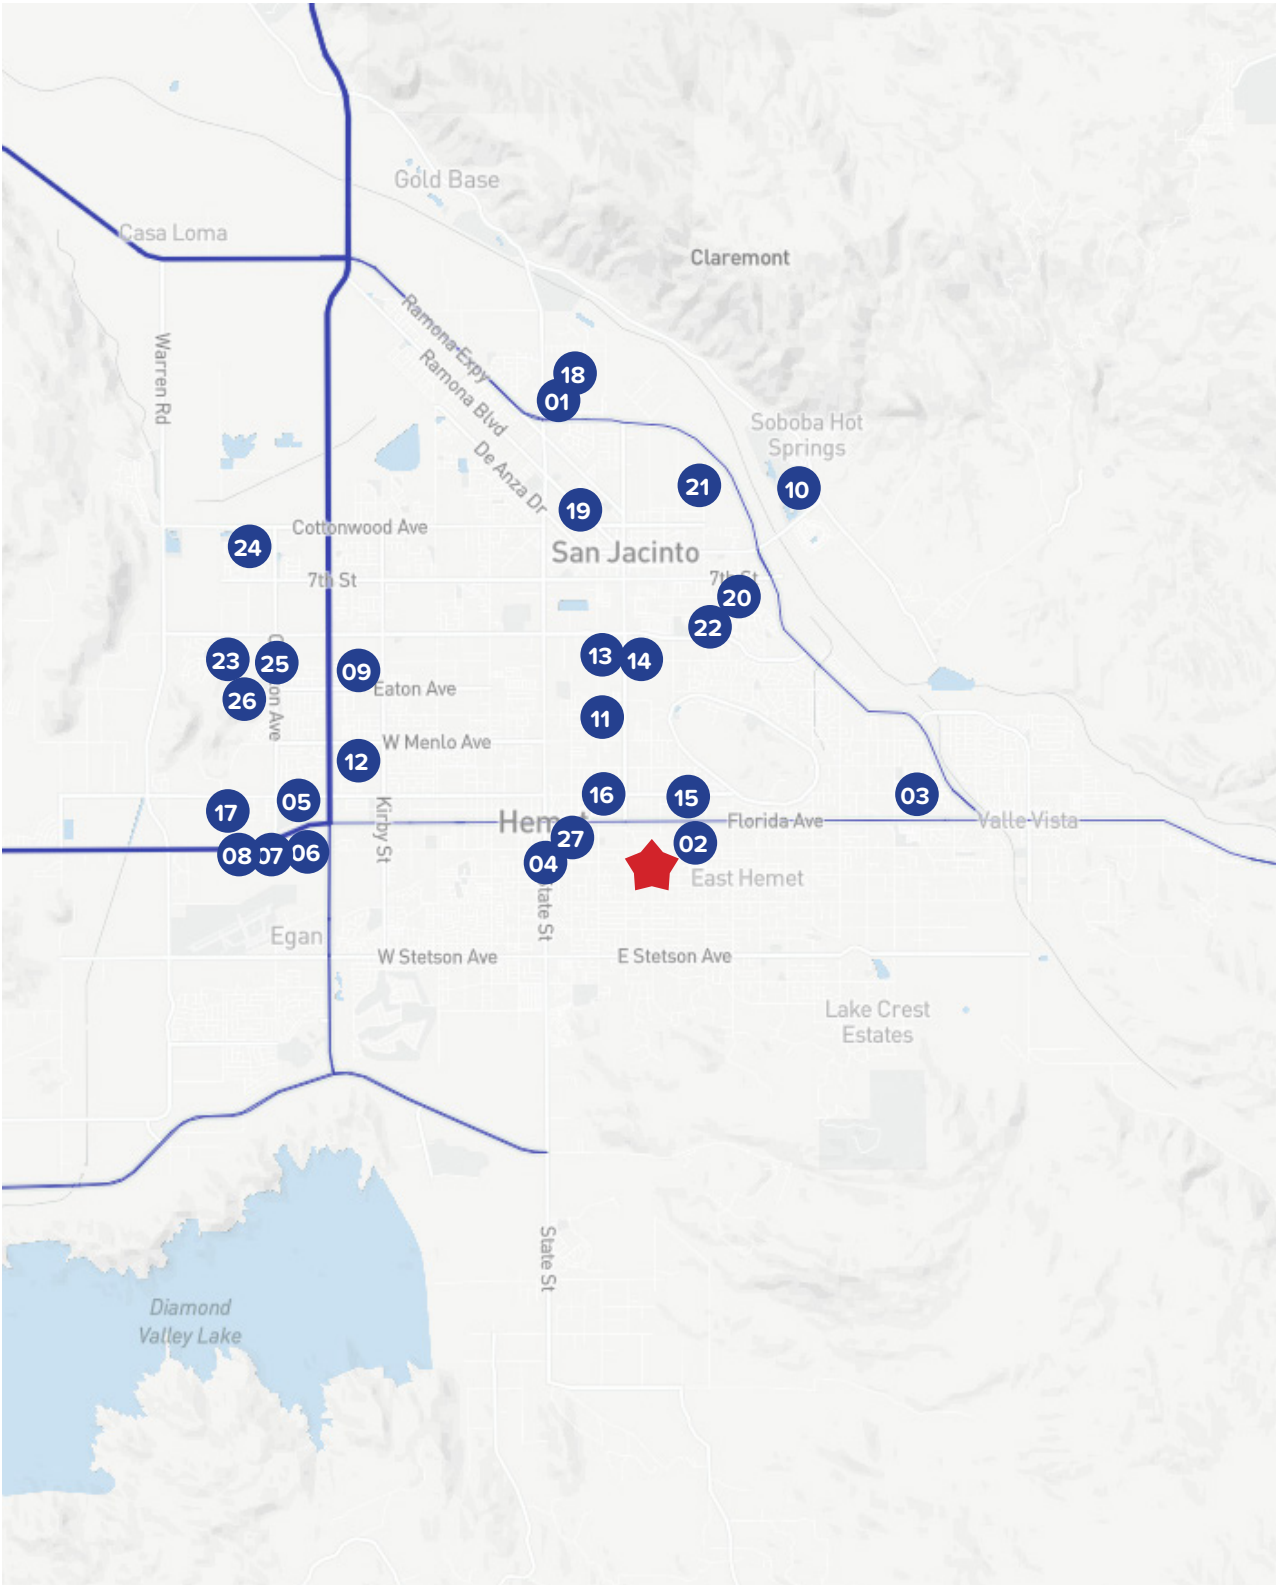 Gold Base
Casa Loma
Claremont
Warren Rd
Ramona Expy
Ramona Blvd
18
01
Soboba Hot
Springs
De Anza Dr
21
10
19
Cottonwood Ave
24
San Jacinto
7th St
7th St
20
22
23
25
09
13
14
Eaton Ave
26
11
W Menlo Ave
12
05
17
Kirby St
16
15
03
Florida Ave
Valle Vista
27
02
08
07
06
04
East Hemet
Egan
State St
W Stetson Ave
E Stetson Ave
Lake Crest
Estates
State St
Diamond
Valley Lake